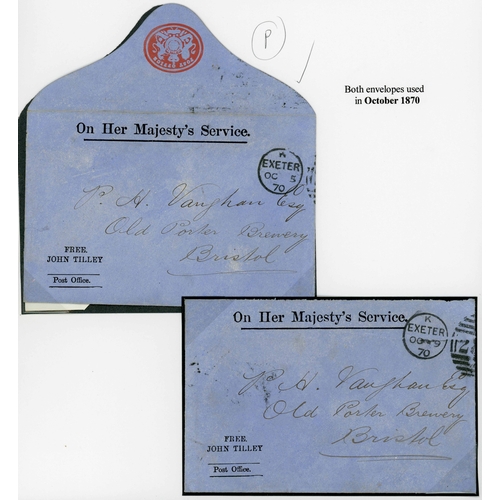 P
Both envelopes used
in October 1870
On Her Majesty's Service.
K
EXETER
OC 5
70
P. H. Vaughan Esq
Old Porter Brewery
Bristol
FREE.
JOHN TILLEY
Post Office.
On Her Majesty's Service.
K
EXETER
OC 9
70
P. H. Vaughan Esq
Old Porter Brewery
Bristol
FREE.
JOHN TILLEY
Post Office.